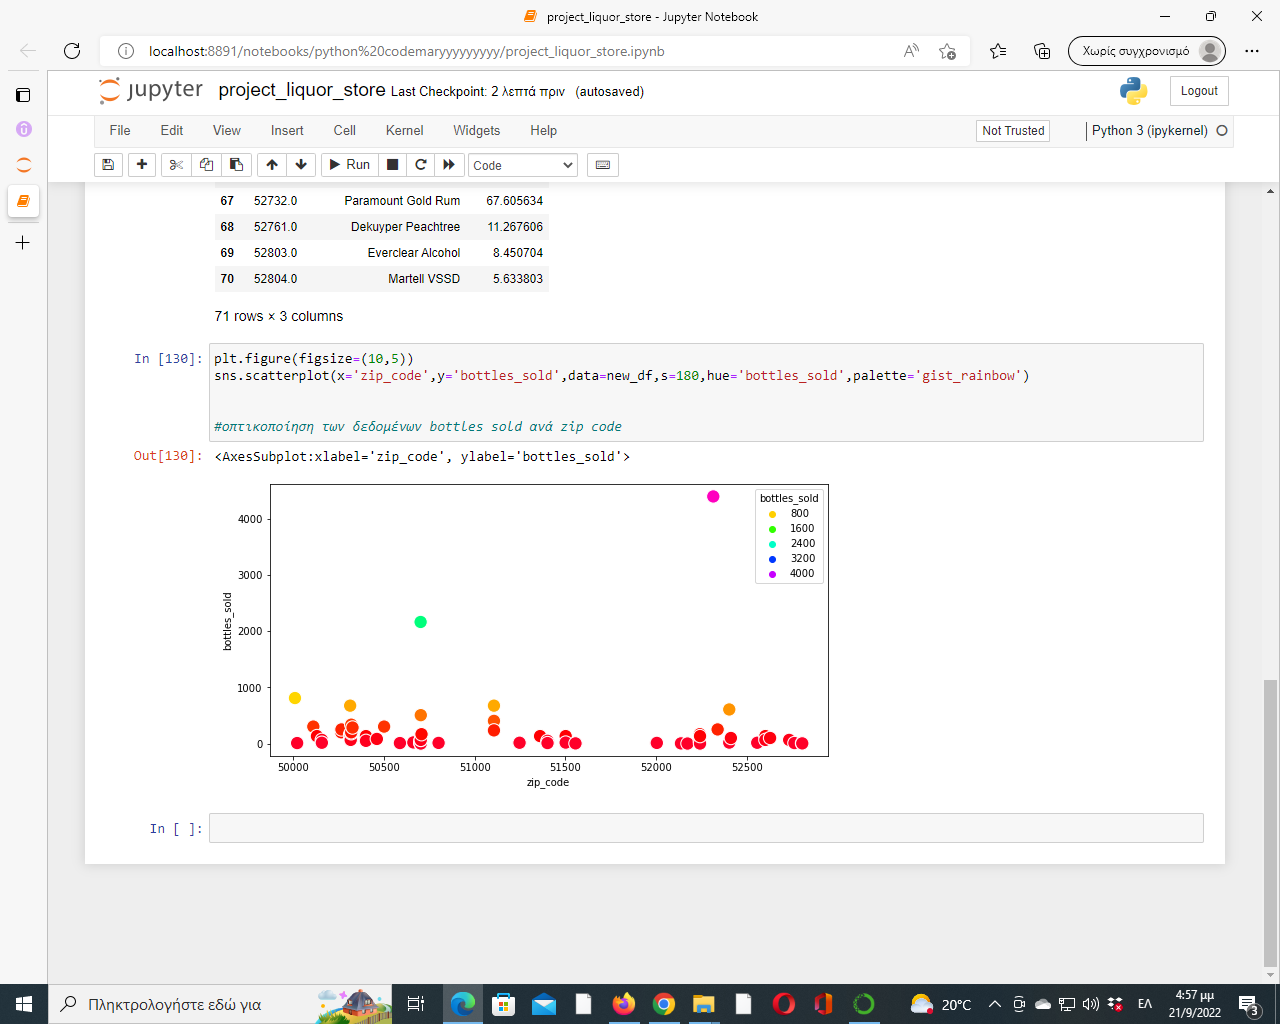 project_liquor_store - Jupyter Notebook
localhost:8891/notebooks/python%20codemaryyyyyyyyy/project_liquor_store.ipynb
Χωρίς συγχρονισμό
jupyter project_liquor_store Last Checkpoint: 2 λεπτά πριν (autosaved)
Logout
File Edit View Insert Cell Kernel Widgets Help
Not Trusted
Python 3 (ipykernel)
Run
Code
67 52732.0 Paramount Gold Rum 67.605634
68 52761.0 Dekuyper Peachtree 11.267606
69 52803.0 Everclear Alcohol 8.450704
70 52804.0 Martell VSSD 5.633803
71 rows × 3 columns
In [130]: plt.figure(figsize=(10,5))
sns.scatterplot(x='zip_code',y='bottles_sold',data=new_df,s=180,hue='bottles_sold',palette='gist_rainbow')
#οπτικοποίηση των δεδομένων bottles sold ανά zip code
Out[130]: <AxesSubplot:xlabel='zip_code', ylabel='bottles_sold'>
bottles_sold
800
1600
2400
3200
4000
4000
3000
2000
1000
0
bottles_sold
50000 50500 51000 51500 52000 52500
zip_code
In [ ]:
Πληκτρολογήστε εδώ για
20°C
ΕΛ
4:57 μμ
21/9/2022
3